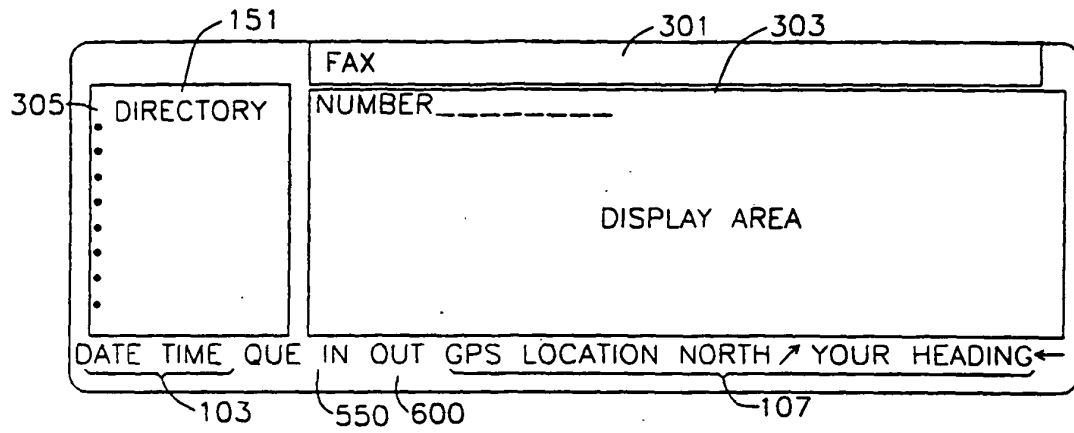 151
301
303
FAX
305
DIRECTORY
NUMBER_ _ _ _ _ _ _ _
DISPLAY AREA
DATE TIME QUE IN OUT GPS LOCATION NORTH ↗ YOUR HEADING ←
103
550
600
107